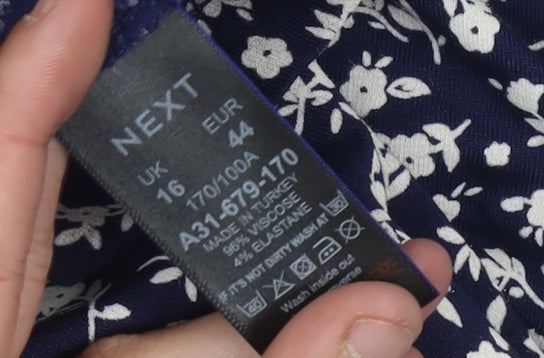 NEXT
UK EUR
16 44
170/100A
A31-679-170
MADE IN TURKEY
96% VISCOSE
4% ELASTANE
IF IT'S NOT DIRTY WASH AT 30
Wash inside out